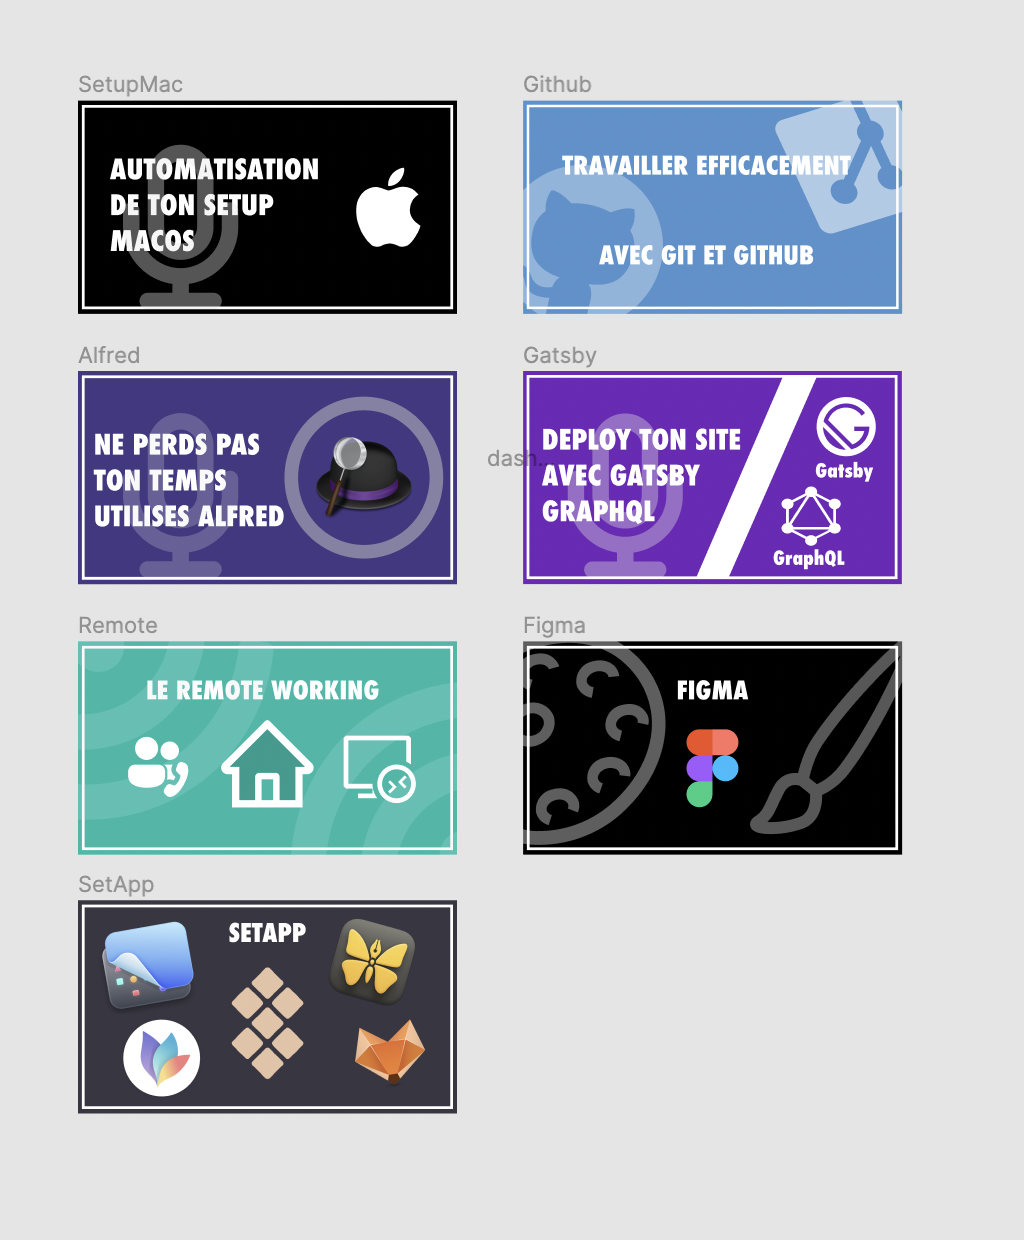 SetupMac
AUTOMATISATION
DE TON SETUP
MACOS
Github
TRAVAILLER EFFICACEMENT
AVEC GIT ET GITHUB
Alfred
NE PERDS PAS
TON TEMPS
UTILISES ALFRED
Gatsby
dash...
DEPLOY TON SITE
AVEC GATSBY
GRAPHQL
Gatsby
GraphQL
Remote
LE REMOTE WORKING
Figma
FIGMA
SetApp
SETAPP